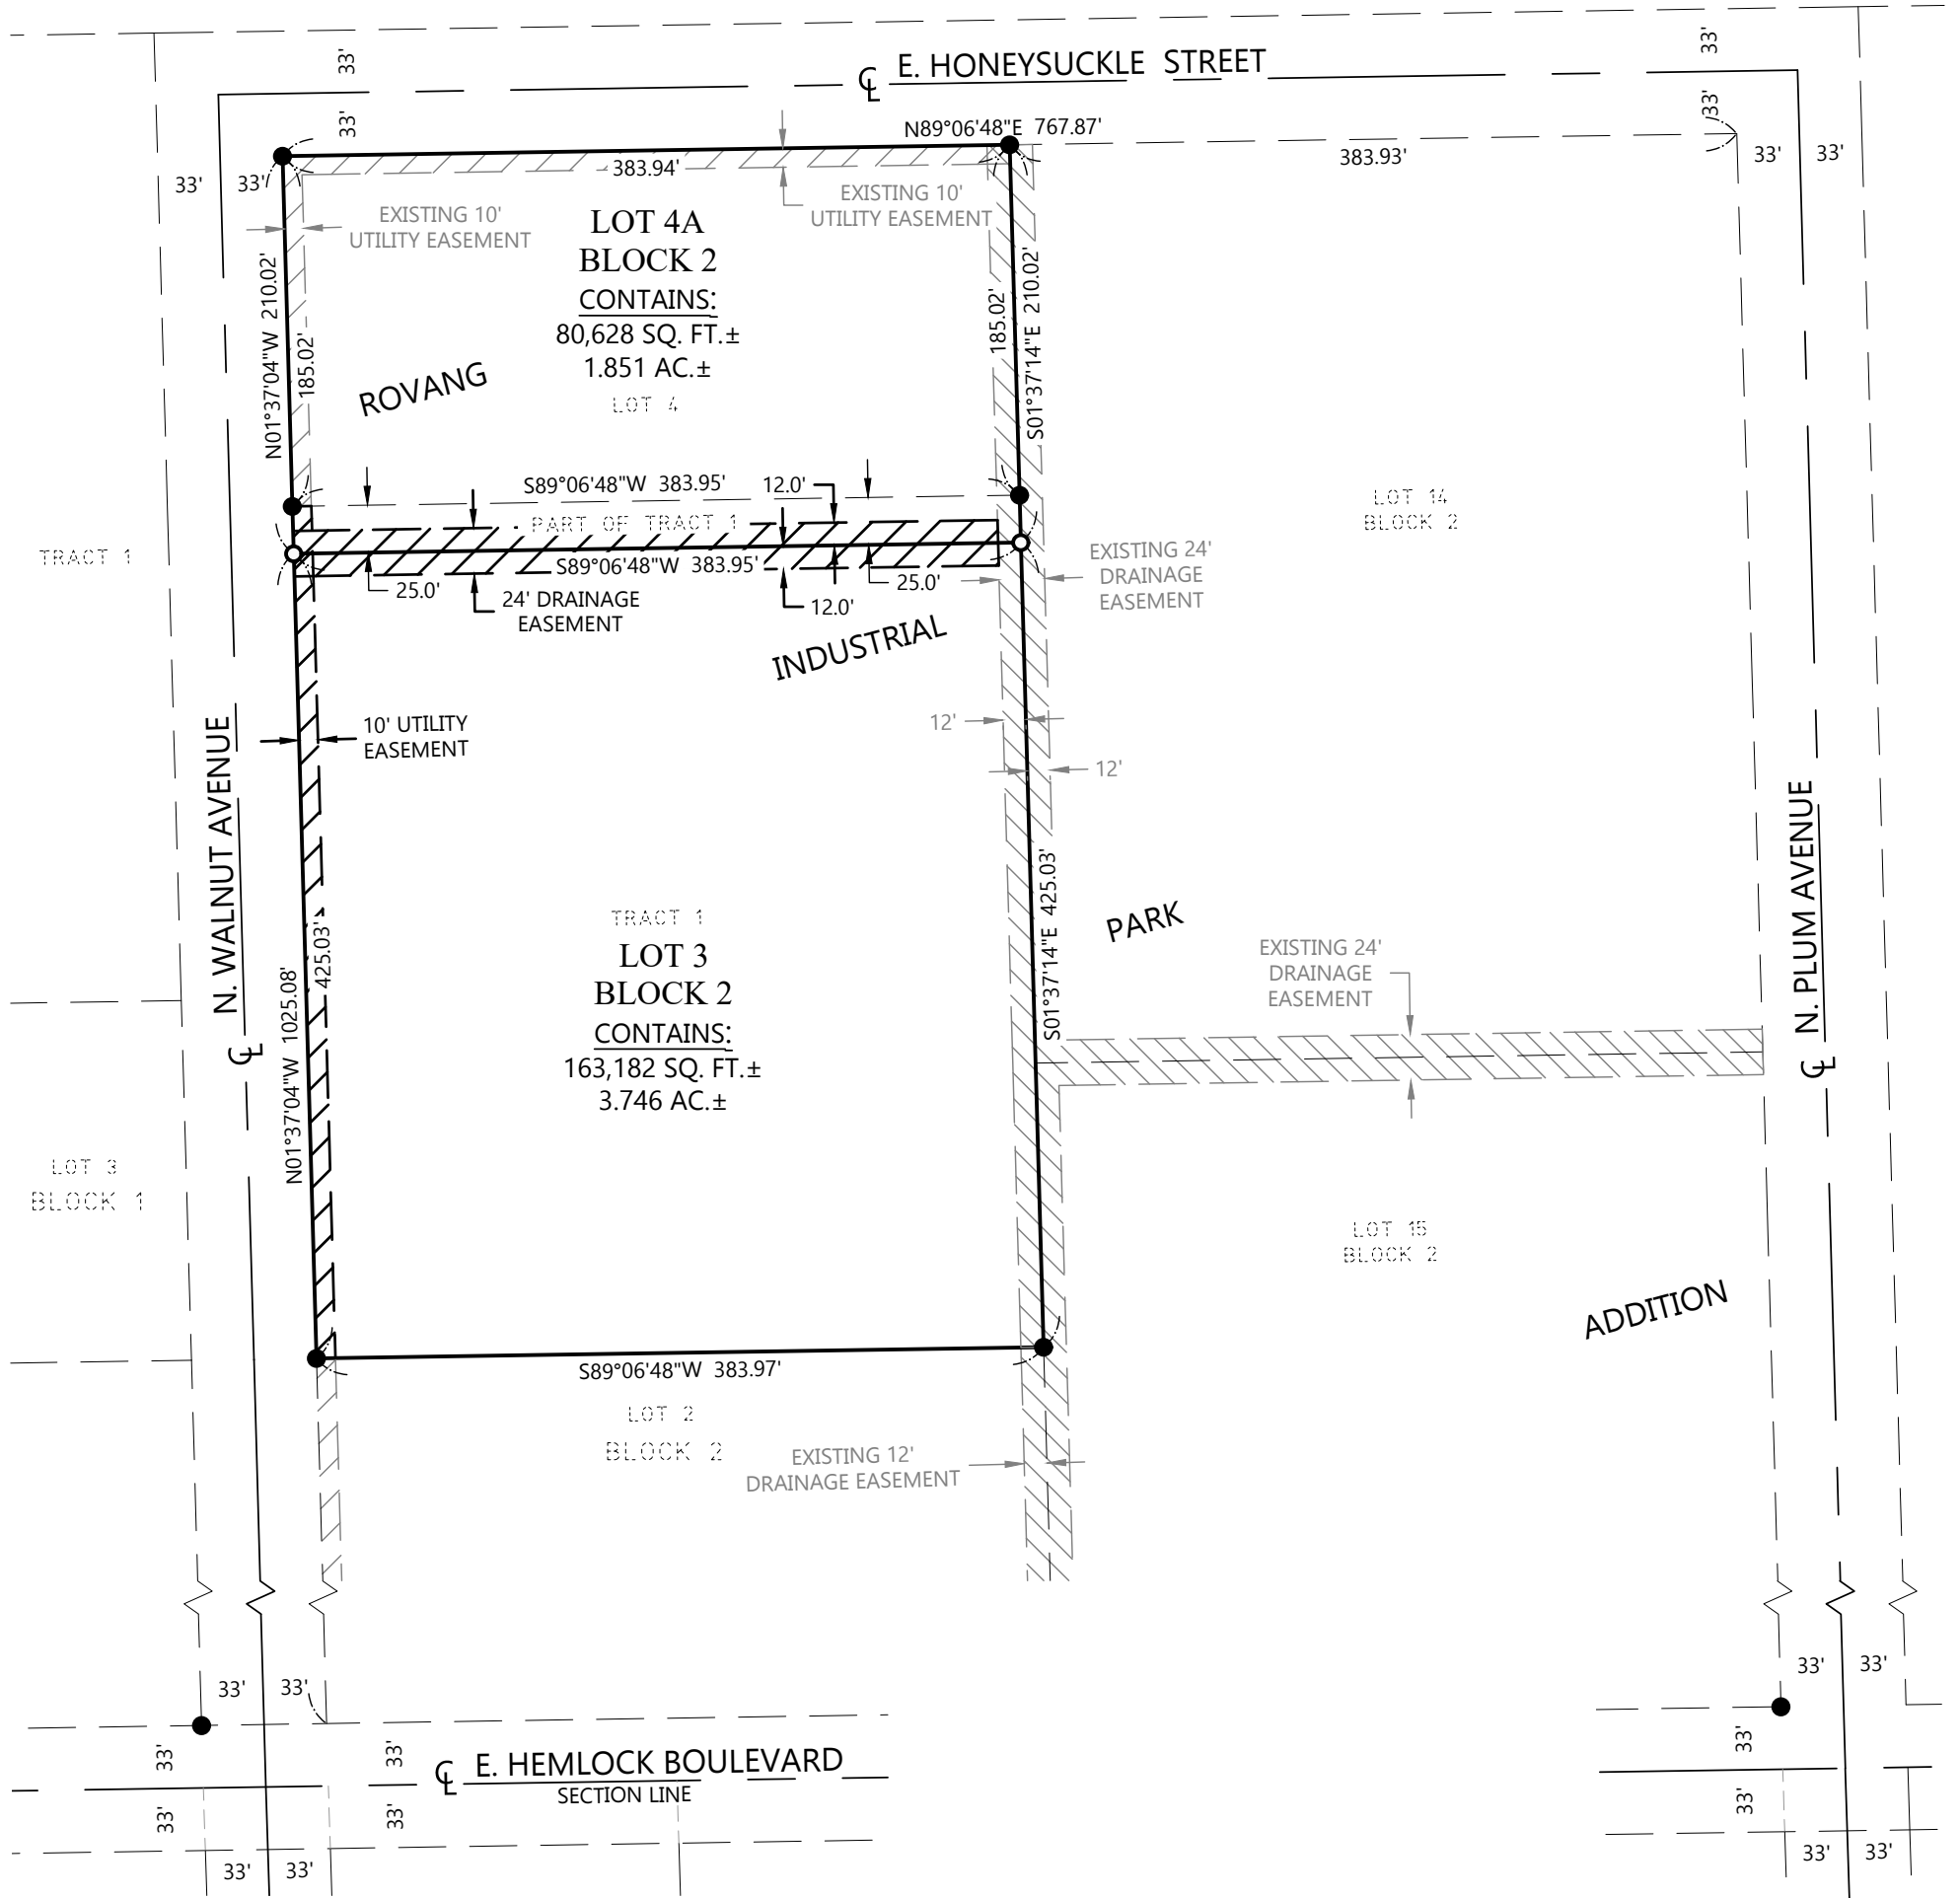 E. HONEYSUCKLE STREET
33'
33'
33'
33'
33'
33'
33'
33'
N89°06'48"E 767.87'
383.94'
383.93'
EXISTING 10'
UTILITY EASEMENT
EXISTING 10'
UTILITY EASEMENT
LOT 4A
BLOCK 2
CONTAINS:
80,628 SQ. FT.±
1.851 AC.±
LOT 4
N01°37'04"W 210.02'
185.02'
185.02'
S01°37'14"E 210.02'
ROVANG
S89°06'48"W 383.95'
12.0'
PART OF TRACT 1
S89°06'48"W 383.95'
25.0'
24' DRAINAGE
EASEMENT
12.0'
25.0'
TRACT 1
LOT 14
BLOCK 2
EXISTING 24'
DRAINAGE
EASEMENT
INDUSTRIAL
10' UTILITY
EASEMENT
12'
12'
N. WALNUT AVENUE
N. PLUM AVENUE
TRACT 1
LOT 3
BLOCK 2
CONTAINS:
163,182 SQ. FT.±
3.746 AC.±
N01°37'04"W 1025.08'
425.03'
S01°37'14"E 425.03'
PARK
EXISTING 24'
DRAINAGE
EASEMENT
LOT 3
BLOCK 1
LOT 15
BLOCK 2
ADDITION
S89°06'48"W 383.97'
LOT 2
BLOCK 2
EXISTING 12'
DRAINAGE EASEMENT
33'
33'
33'
33'
33'
33'
33'
E. HEMLOCK BOULEVARD
SECTION LINE
33'
33'
33'
33'
33'
33'
33'